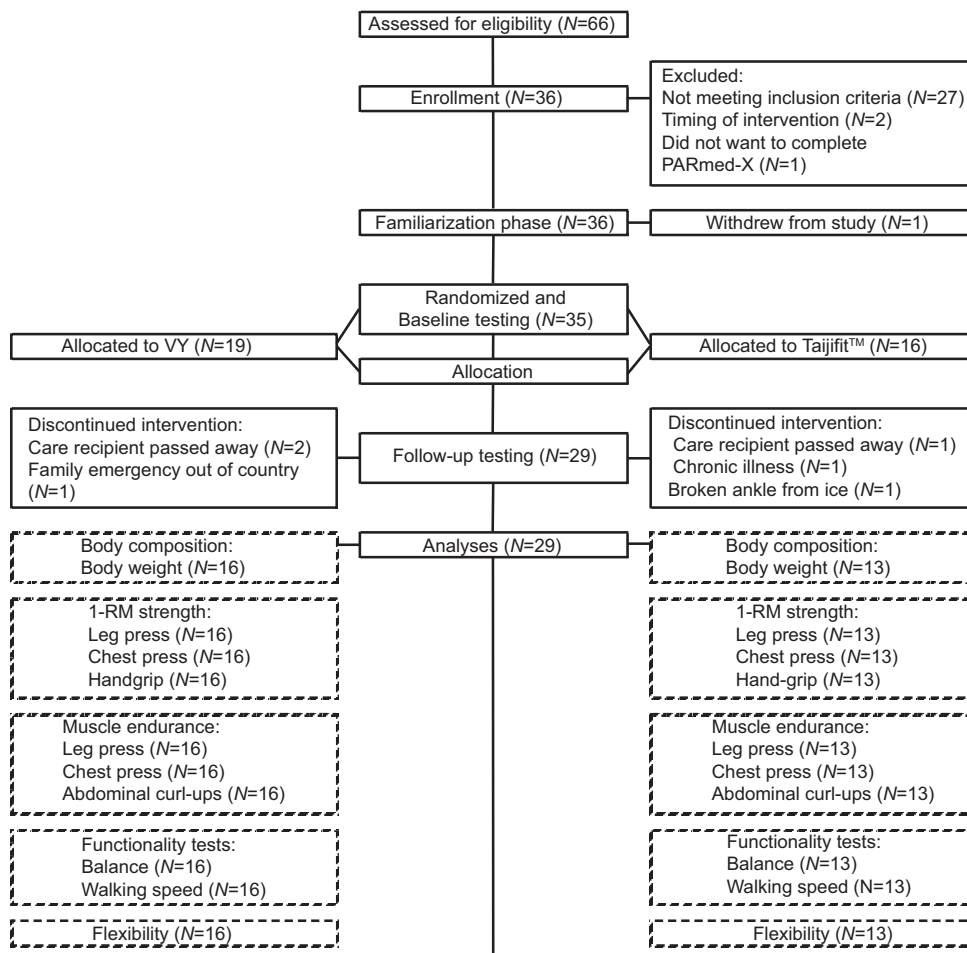 Assessed for eligibility (N=66)
Enrollment (N=36)
Excluded:
Not meeting inclusion criteria (N=27)
Timing of intervention (N=2)
Did not want to complete
PARmed-X (N=1)
Familiarization phase (N=36)
Withdrew from study (N=1)
Randomized and
Baseline testing (N=35)
Allocated to VY (N=19)
Allocated to Taijifit™ (N=16)
Allocation
Discontinued intervention:
Care recipient passed away (N=2)
Family emergency out of country
(N=1)
Follow-up testing (N=29)
Discontinued intervention:
Care recipient passed away (N=1)
Chronic illness (N=1)
Broken ankle from ice (N=1)
Analyses (N=29)
Body composition:
Body weight (N=16)
1-RM strength:
Leg press (N=16)
Chest press (N=16)
Handgrip (N=16)
Muscle endurance:
Leg press (N=16)
Chest press (N=16)
Abdominal curl-ups (N=16)
Functionality tests:
Balance (N=16)
Walking speed (N=16)
Flexibility (N=16)
Body composition:
Body weight (N=13)
1-RM strength:
Leg press (N=13)
Chest press (N=13)
Hand-grip (N=13)
Muscle endurance:
Leg press (N=13)
Chest press (N=13)
Abdominal curl-ups (N=13)
Functionality tests:
Balance (N=13)
Walking speed (N=13)
Flexibility (N=13)